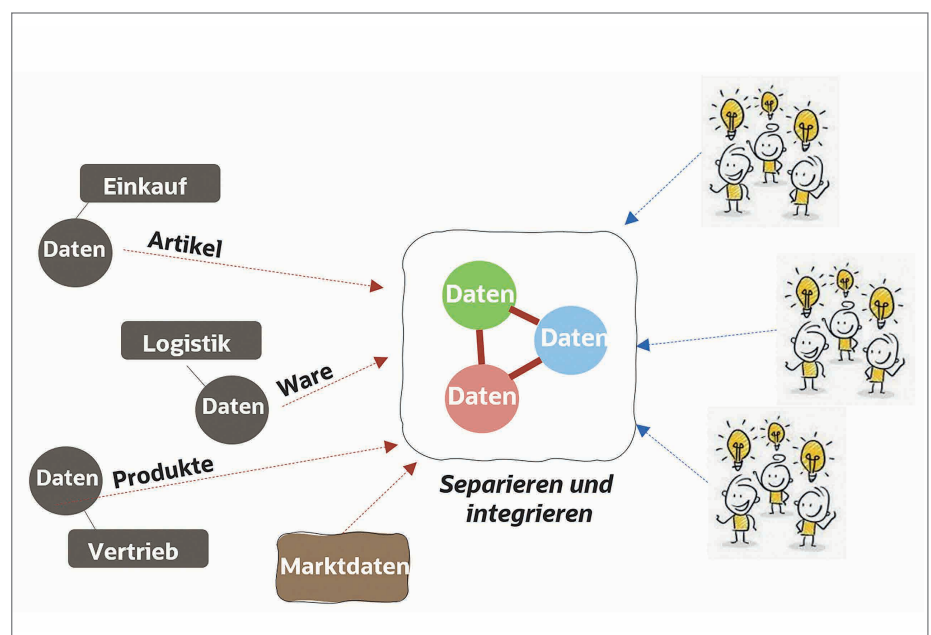 Einkauf
Daten
Artikel
Logistik
Daten
Ware
Daten
Produkte
Vertrieb
Marktdaten
Daten
Daten
Daten
Separieren und
integrieren